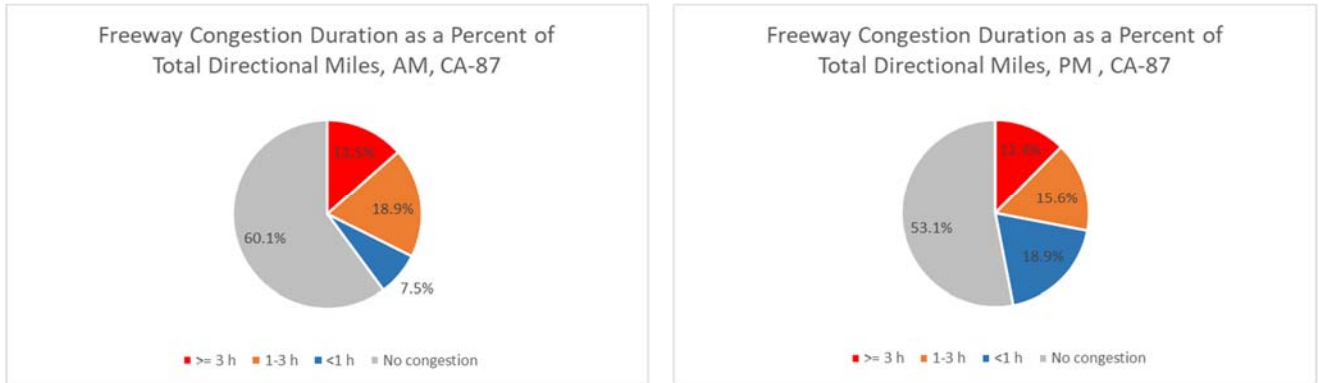 Freeway Congestion Duration as a Percent of
Total Directional Miles, AM, CA-87
13.5%
18.9%
60.1%
7.5%
>= 3 h 1-3 h <1 h No congestion
Freeway Congestion Duration as a Percent of
Total Directional Miles, PM , CA-87
12.4%
15.6%
53.1%
18.9%
>= 3 h 1-3 h <1 h No congestion